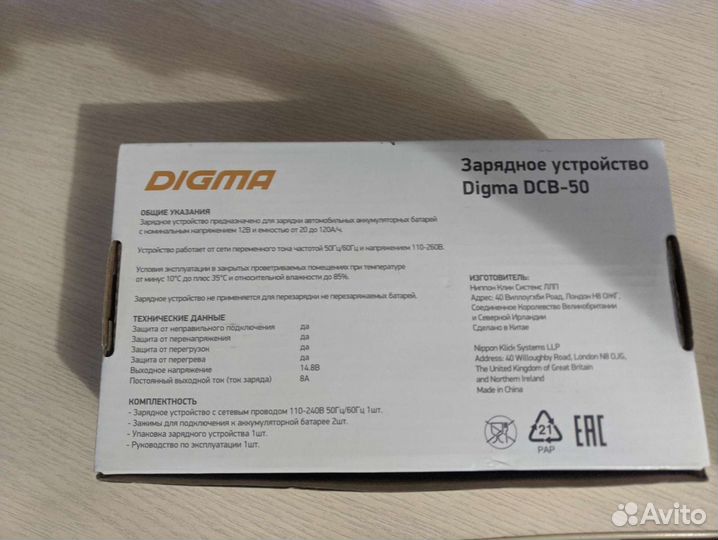 DIGMA
Зарядное устройство
Digma DCB-50
ОБЩИЕ УКАЗАНИЯ
Зарядное устройство предназначено для зарядки автомобильных аккумуляторных батарей
с номинальным напряжением 12В и емкостью от 20 до 120А/ч.
Устройство работает от сети переменного тока частотой 50Гц/60Гц и напряжением 110-260В.
Условия эксплуатации в закрытых проветриваемых помещениях при температуре
от минус 10°С до плюс 35°С и относительной влажности до 85%.
Зарядное устройство не применяется для перезарядки не перезаряжаемых батарей.
ТЕХНИЧЕСКИЕ ДАННЫЕ
Защита от неправильного подключения да
Защита от перенапряжения да
Защита от перегрузок да
Защита от перегрева да
Выходное напряжение 14.8В
Постоянный выходной ток (ток заряда) 8А
КОМПЛЕКТНОСТЬ
- Зарядное устройство с сетевым проводом 110-240В 50Гц/60Гц 1шт.
- Зажимы для подключения к аккумуляторной батарее 2шт.
- Упаковка зарядного устройства 1шт.
- Руководство по эксплуатации 1шт.
ИЗГОТОВИТЕЛЬ:
Ниппон Клик Системс ЛЛП
Адрес: 40 Виллоугхби Роад, Лондон Н8 ОЖГ,
Соединенное Королевство Великобритании
и Северной Ирландии
Сделано в Китае
Nippon Klick Systems LLP
Address: 40 Willoughby Road, London N8 OJG,
The United Kingdom of Great Britain
and Northern Ireland
Made in China
21
PAP
EAC
Avito